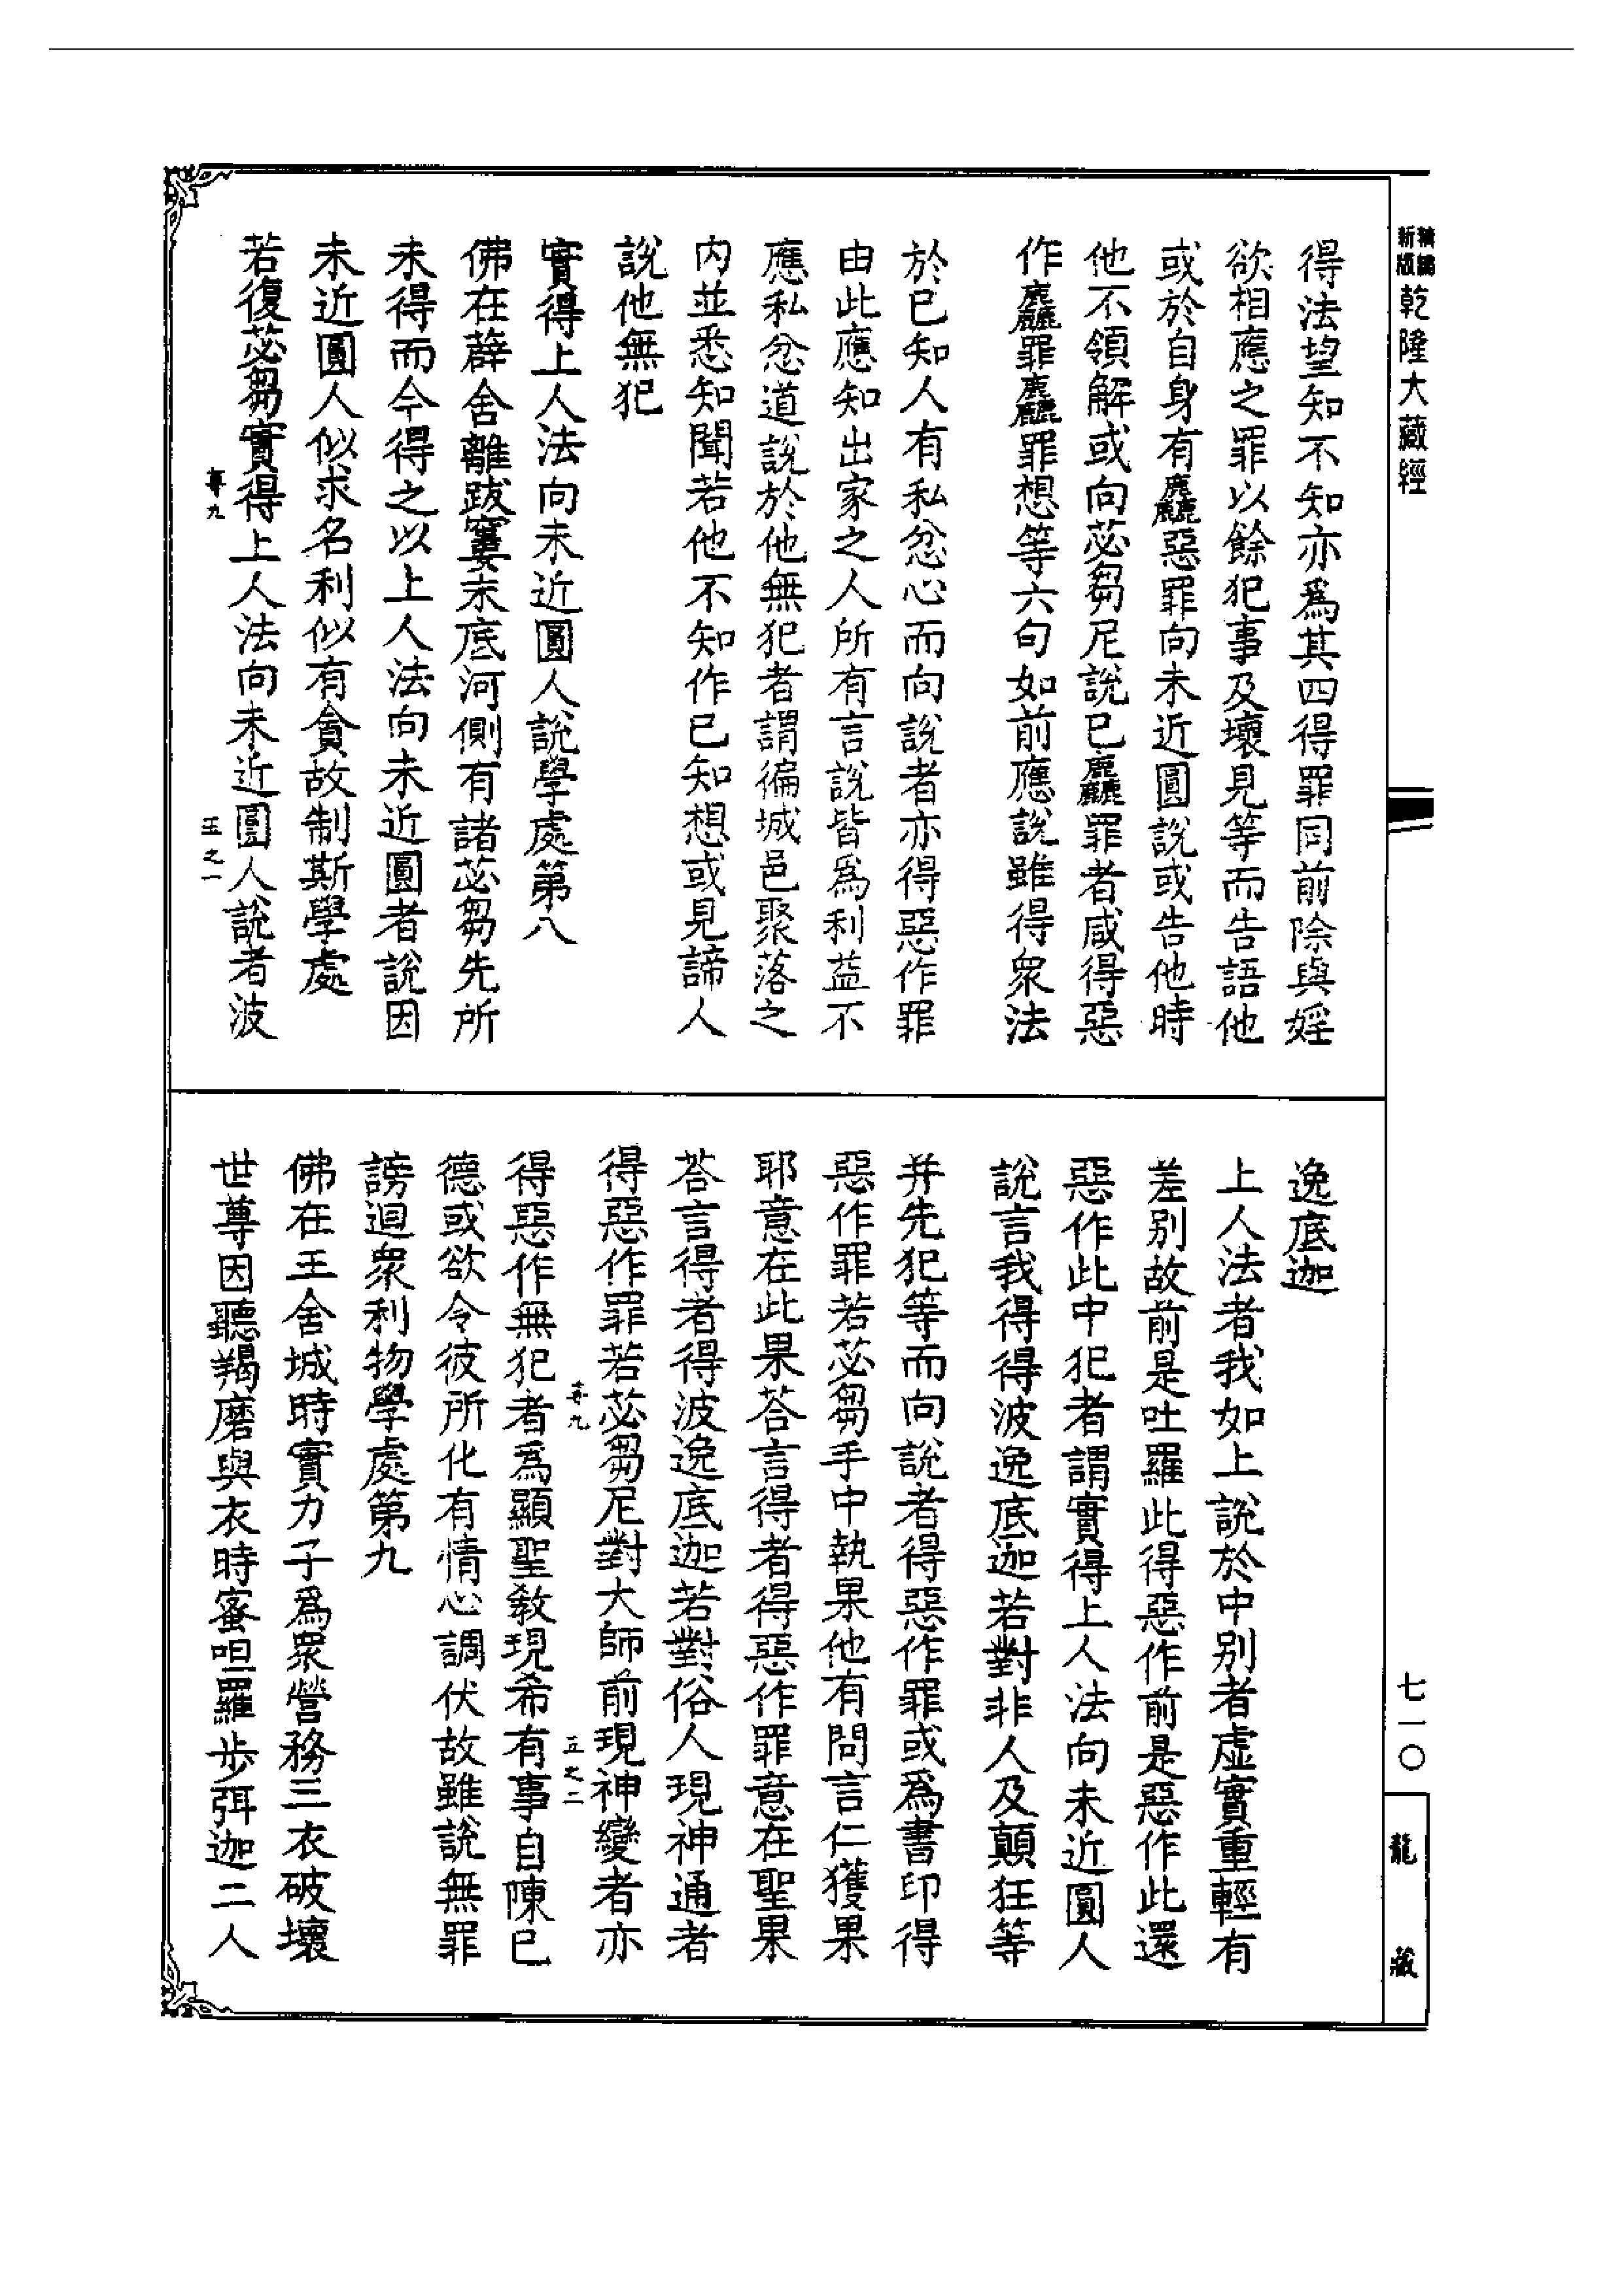 新版
精縮
乾隆大藏經
得法望知不知亦爲其四得罪同前除與婬
欲相應之罪以餘犯事及壞見等而告語他
或於自身有麤惡罪向未近圓說或告他時
他不領解或向苾芻尼說已麤罪者咸得惡
作麤罪麤罪想等六句如前應說雖得衆法
於已知人有私忿心而向說者亦得惡作罪
由此應知出家之人所有言說皆爲利益不
應私忿道說於他無犯者謂徧城邑聚落之
内並悉知聞若他不知作已知想或見諦人
說他無犯
實得上人法向未近圓人說學處第八
佛在薜舍離跋窶末底河側有諸苾芻先所
未得而今得之以上人法向未近圓者說因
未近圓人似求名利似有貪故制斯學處
若復苾芻實得上人法向未近圓人說者波
尊九
五之一
逸底迦
上人法者我如上說於中别者虛實重輕有
差别故前是吐羅此得惡作前是惡作此還
惡作此中犯者謂實得上人法向未近圓人
說言我得得波逸底迦若對非人及顛狂等
并先犯等而向說者得惡作罪或爲書印得
惡作罪若苾芻手中執果他有問言仁獲果
耶意在此果荅言得者得惡作罪意在聖果
荅言得者得波逸底迦若對俗人現神通者
得惡作罪若苾芻尼對大師前現神變者亦
尊九
五之二
得惡作無犯者爲顯聖敎現希有事自陳已
德或欲令彼所化有情心調伏故雖說無罪
謗迴衆利物學處第九
佛在王舍城時實力子爲衆營務三衣破壞
世尊因聽羯磨與衣時蜜呾羅步弭迦二人
七一〇
龍藏